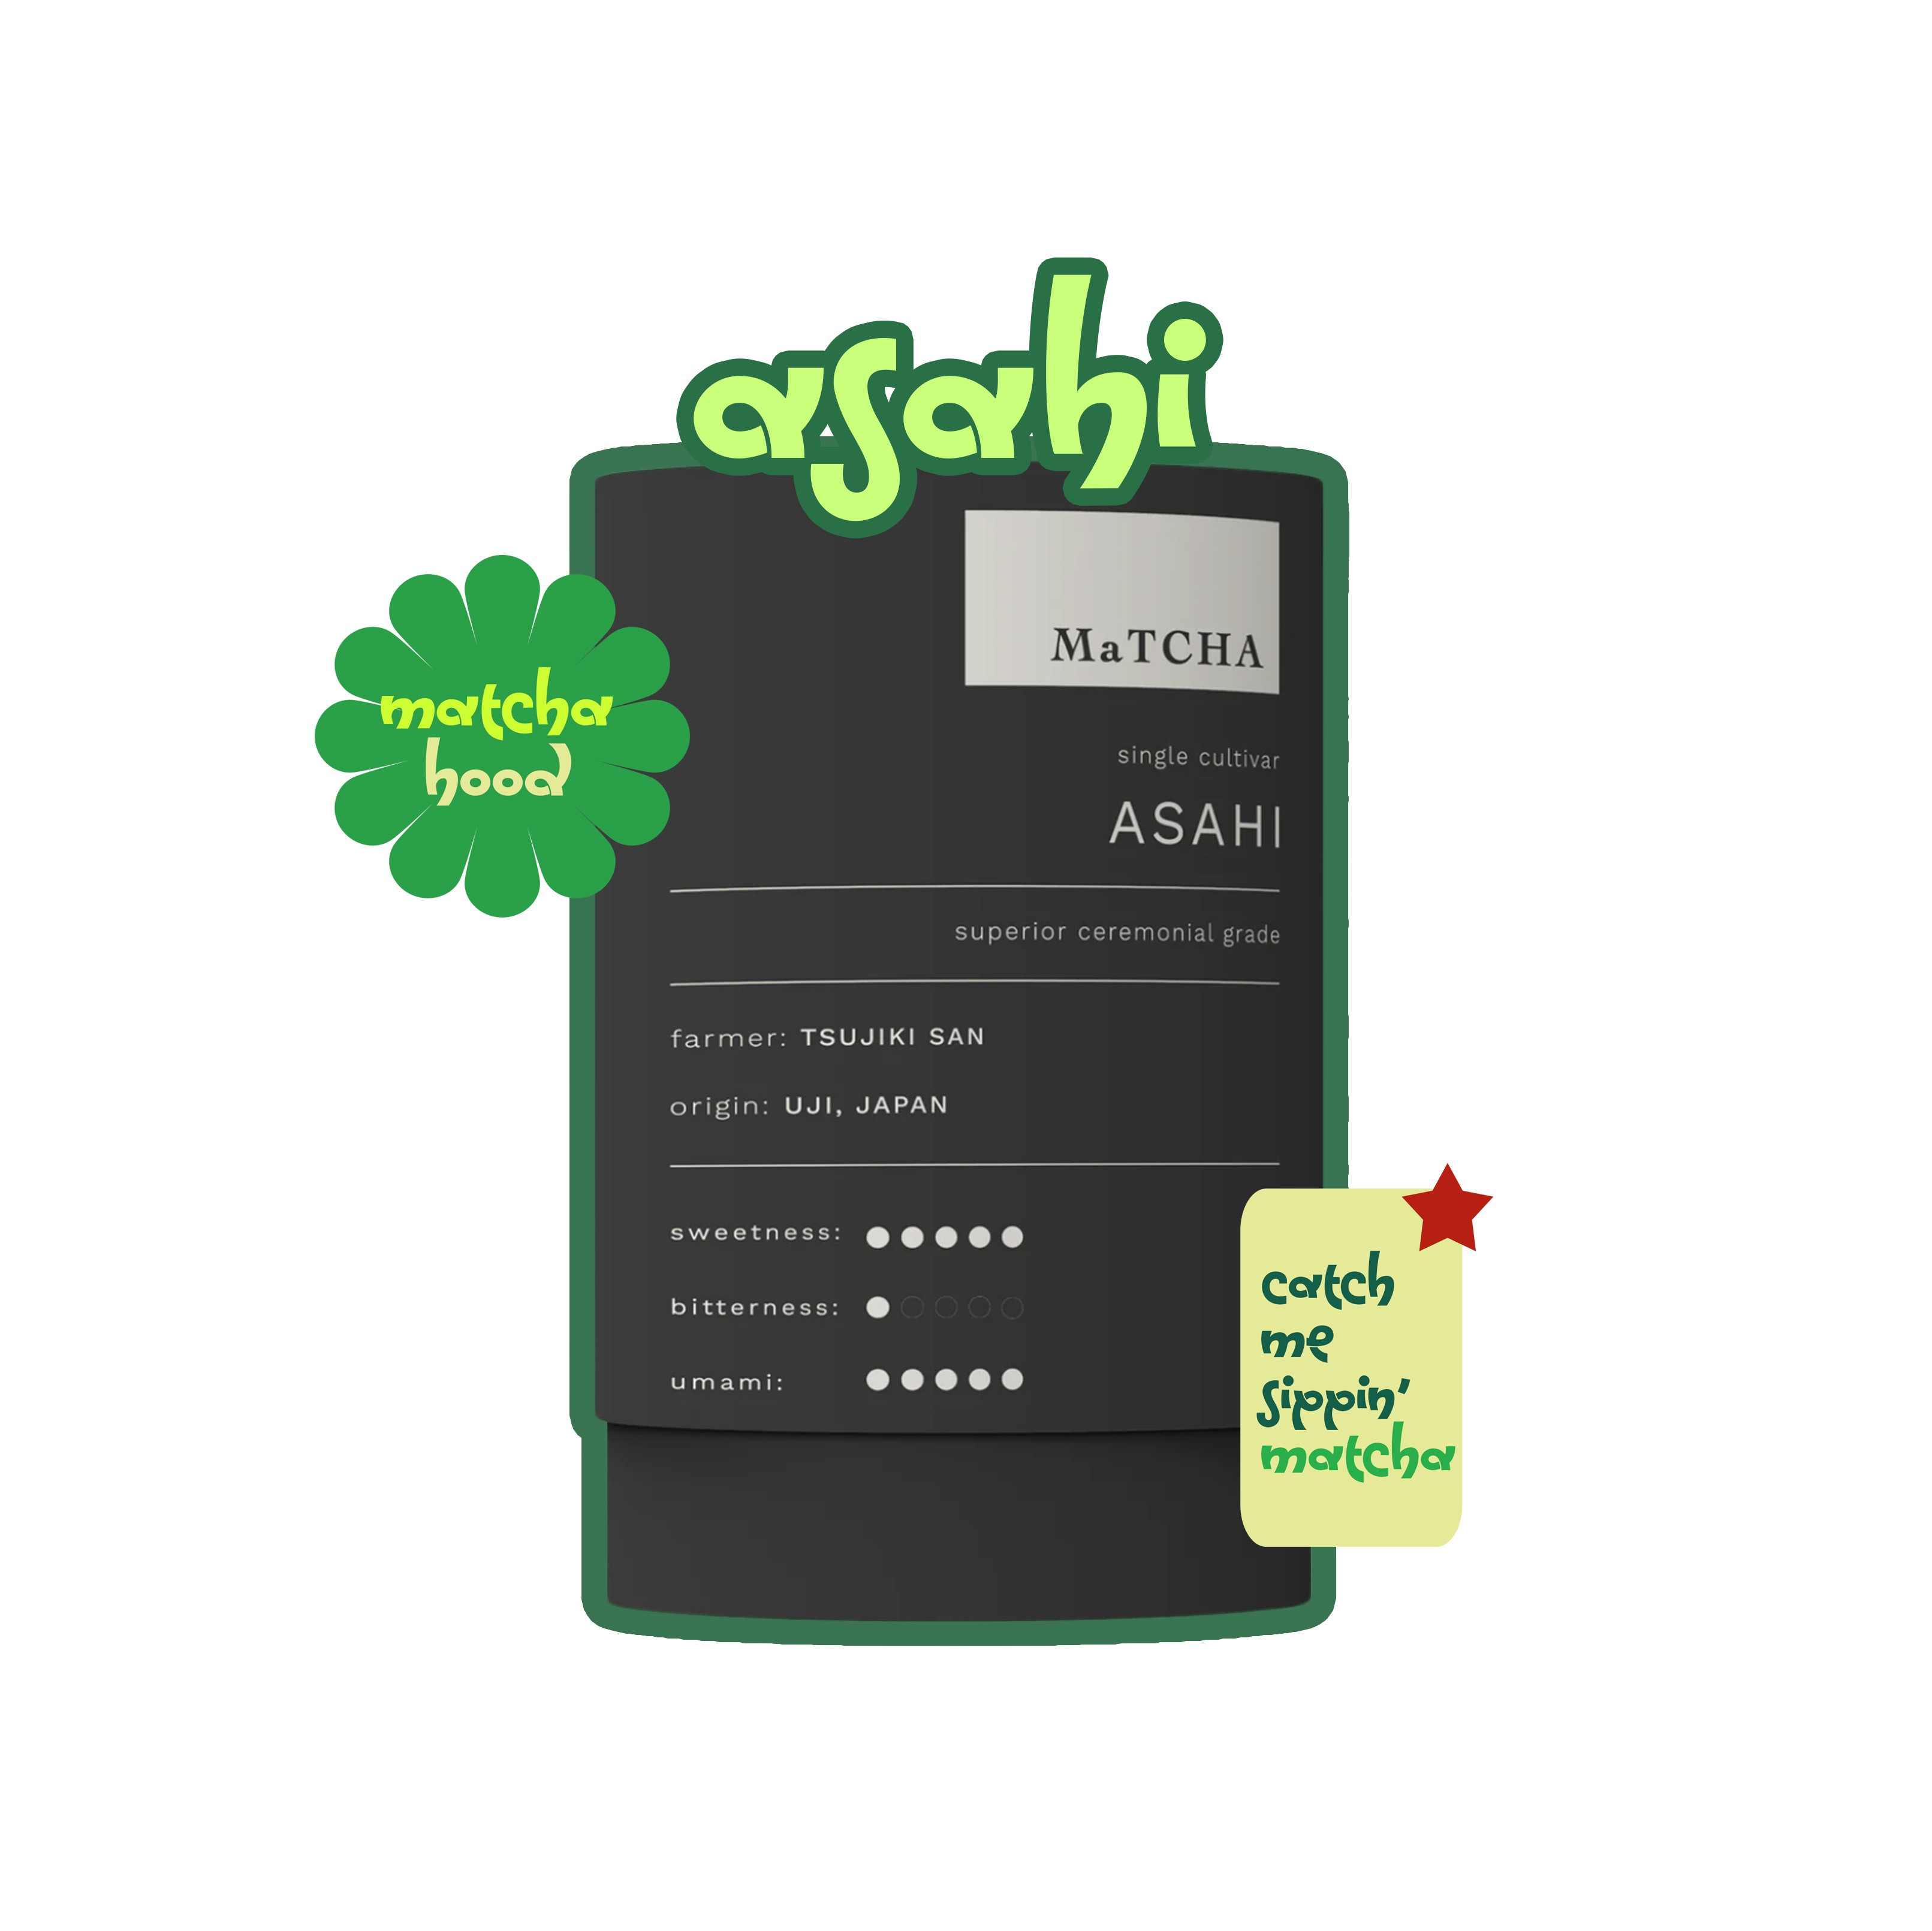 asahi
MaTCHA
matcha
hood
single cultivar
ASAHI
superior ceremonial grade
farmer: TSUJIKI SAN
origin: UJI, JAPAN
sweetness:
bitterness:
umami:
catch
me
sippin'
matcha